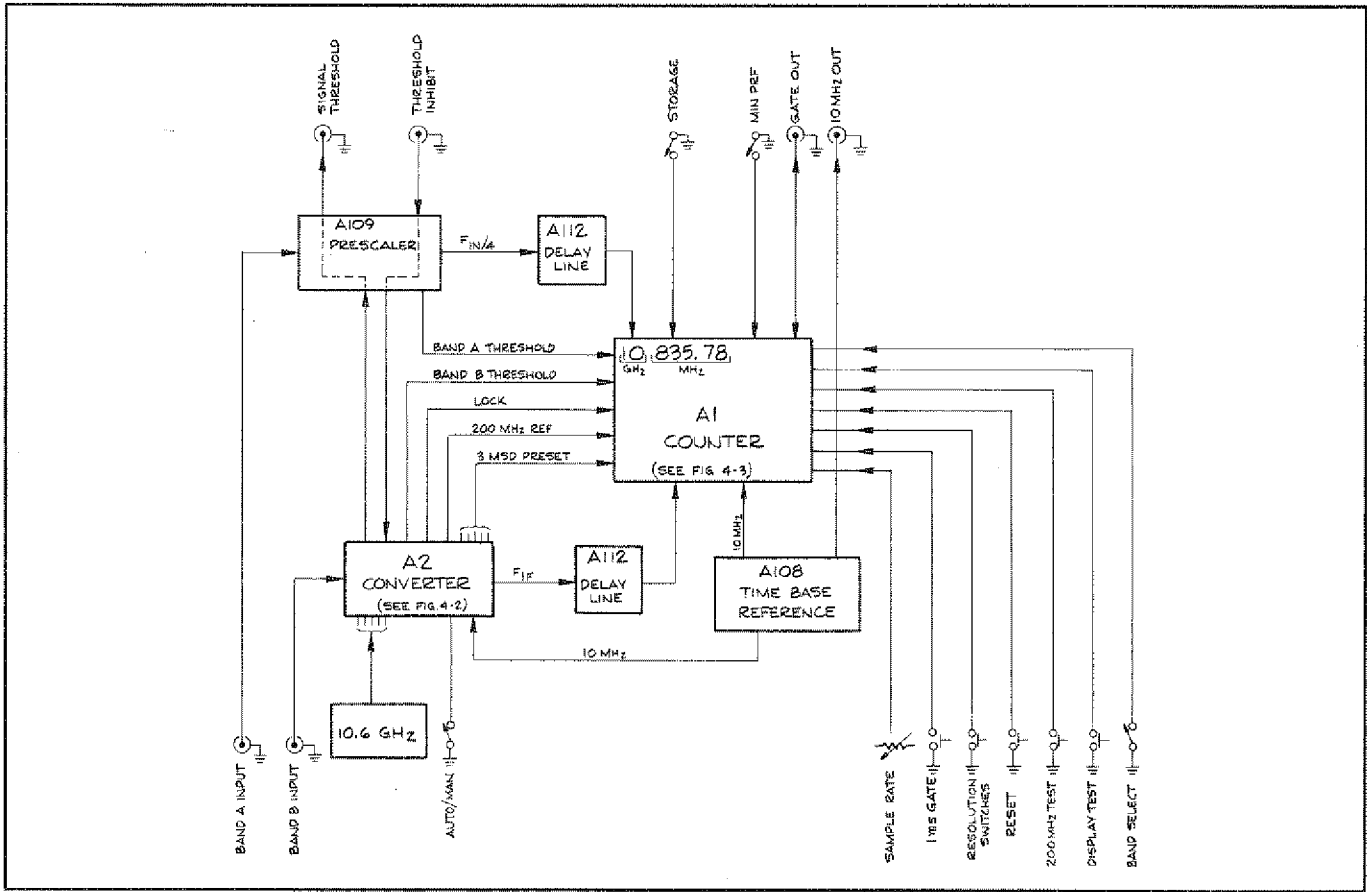 SIGNAL
THRESHOLD
THRESHOLD
INHIBIT
STORAGE
MIN PRF
GATE OUT
10 MHz OUT
A109
PRESCALER
FIN/4
A112
DELAY
LINE
BAND A THRESHOLD
BAND B THRESHOLD
LOCK
200 MHz REF
3 MSD PRESET
10 835.78
GHz MHz
A1
COUNTER
(SEE FIG 4-3)
A2
CONVERTER
(SEE FIG. 4-2)
FIF
A112
DELAY
LINE
10 MHz
A108
TIME BASE
REFERENCE
10 MHz
10.6 GHz
BAND A INPUT
BAND B INPUT
AUTO/MAN
SAMPLE RATE
1 ms GATE
RESOLUTION
SWITCHES
RESET
200 MHz TEST
DISPLAY TEST
BAND SELECT